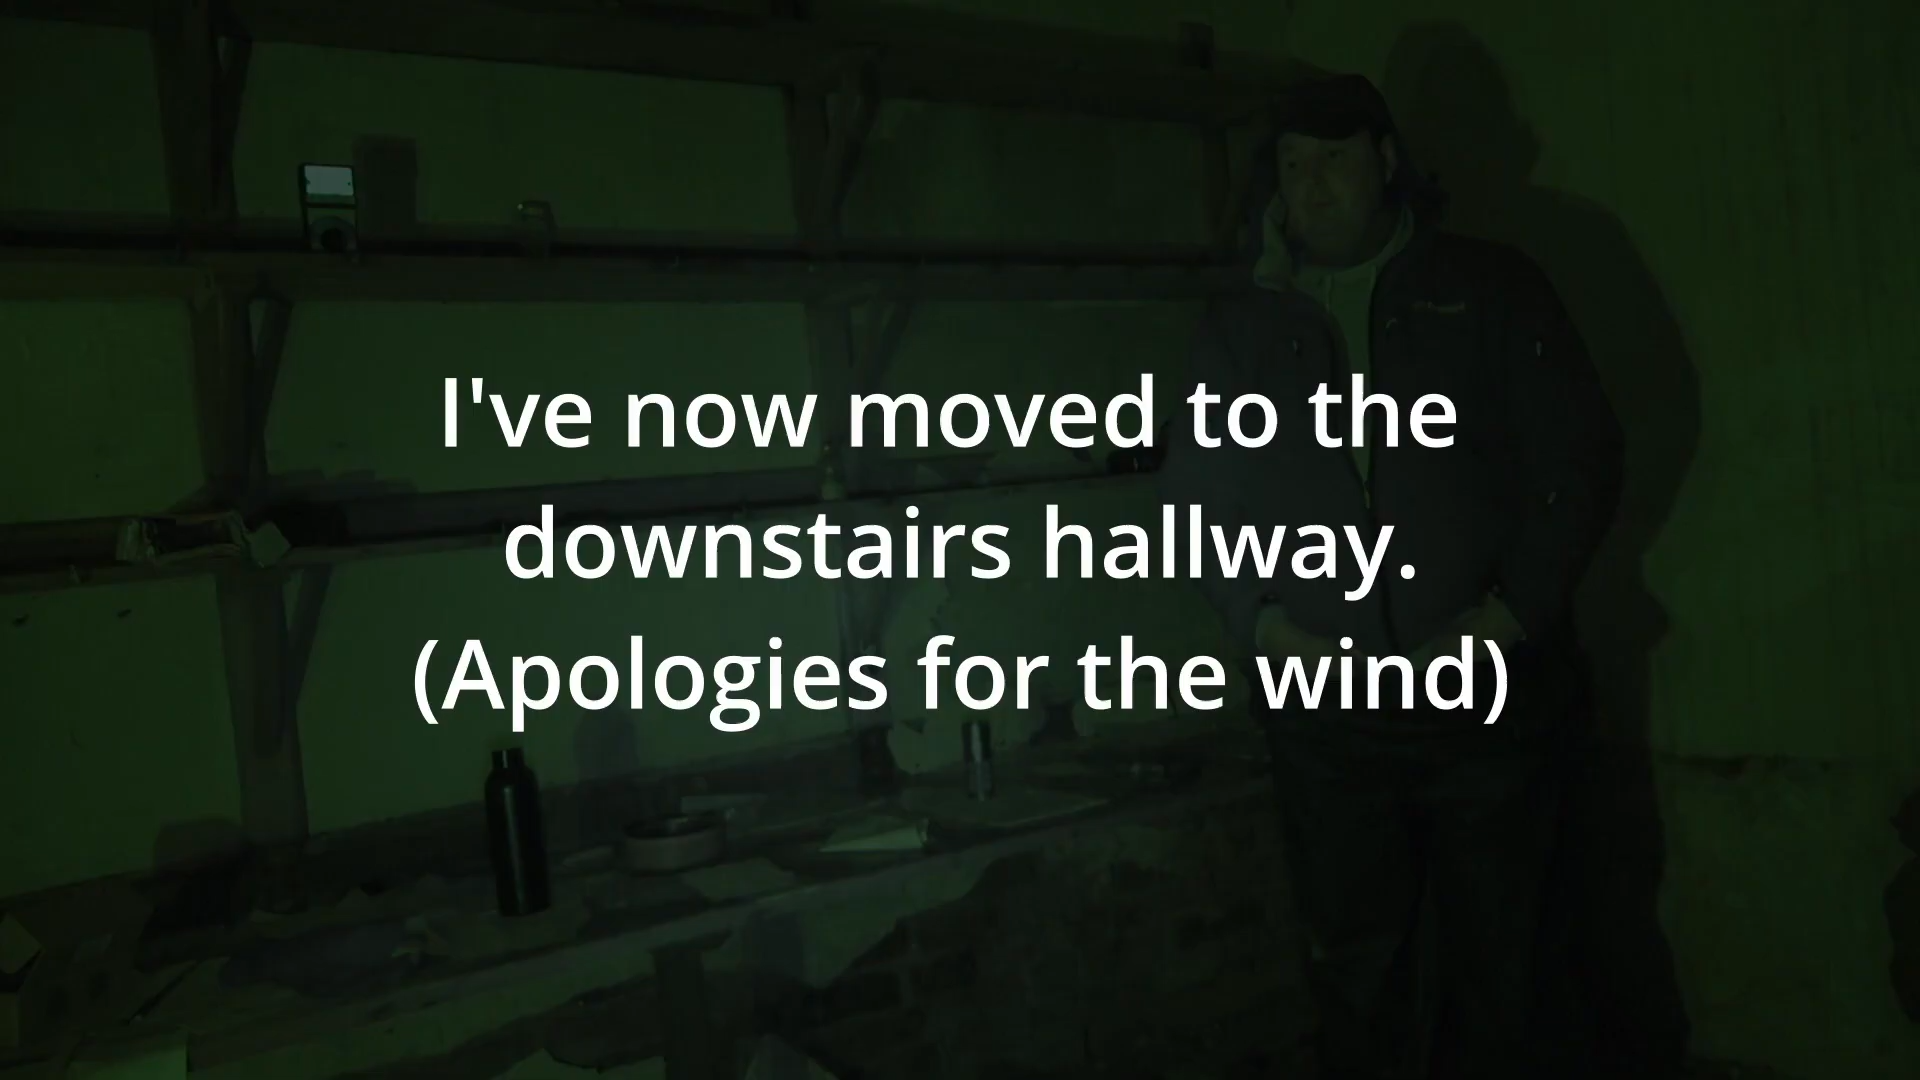 I've now moved to the
downstairs hallway.
(Apologies for the wind)